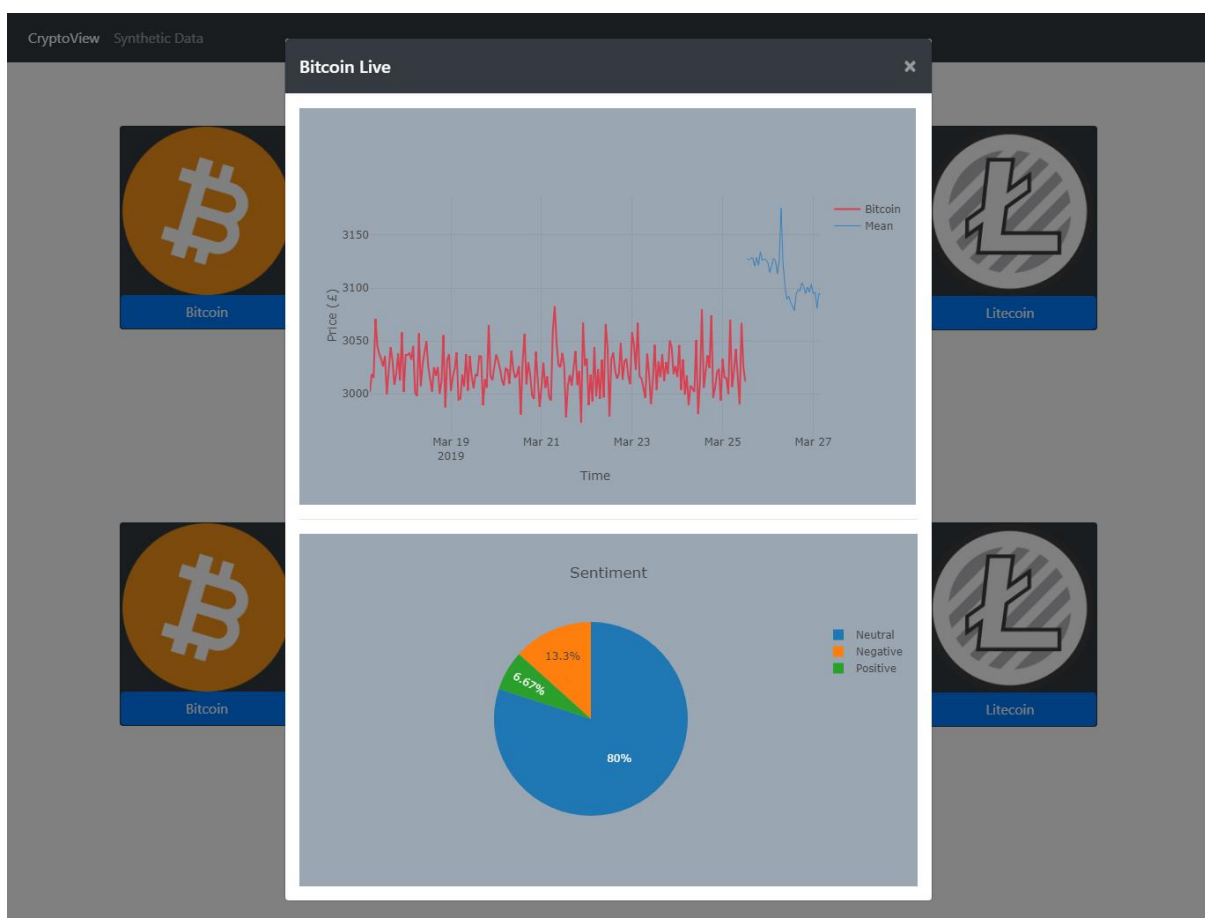 CryptoView Synthetic Data
Bitcoin Live ×
Bitcoin
Litecoin
Bitcoin
Mean
Price (£)
3150
3100
3050
3000
Mar 19
2019
Mar 21
Mar 23
Mar 25
Mar 27
Time
Sentiment
Neutral
Negative
Positive
13.3%
6.67%
80%
Bitcoin
Litecoin